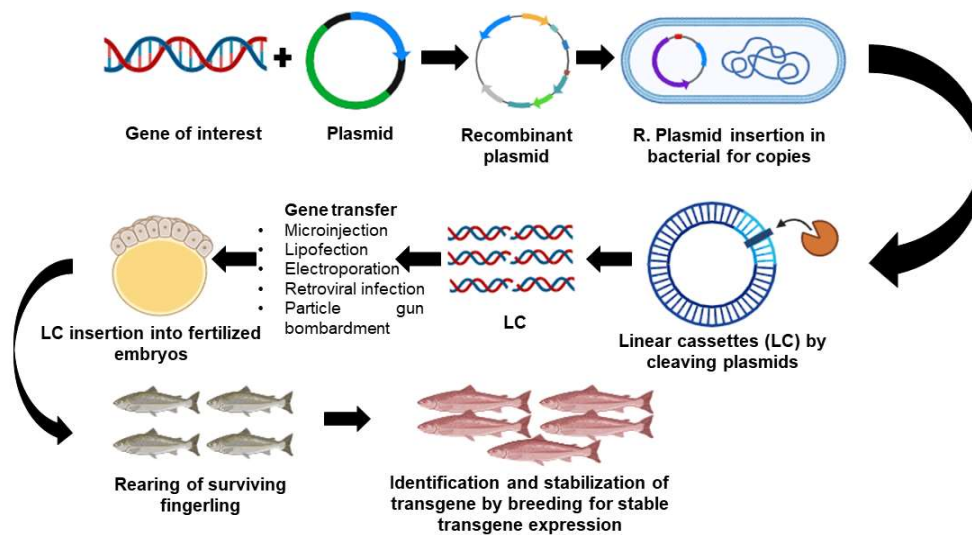 +
Gene of interest
Plasmid
Recombinant
plasmid
R. Plasmid insertion in
bacterial for copies
Linear cassettes (LC) by
cleaving plasmids
LC
Gene transfer
• Microinjection
• Lipofection
• Electroporation
• Retroviral infection
• Particle gun
bombardment
LC insertion into fertilized
embryos
Rearing of surviving
fingerling
Identification and stabilization of
transgene by breeding for stable
transgene expression